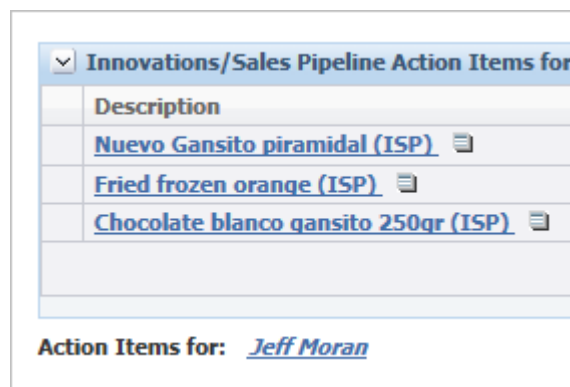 Innovations/Sales Pipeline Action Items for
Description
Nuevo Gansito piramidal (ISP)
Fried frozen orange (ISP)
Chocolate blanco gansito 250gr (ISP)
Action Items for: Jeff Moran